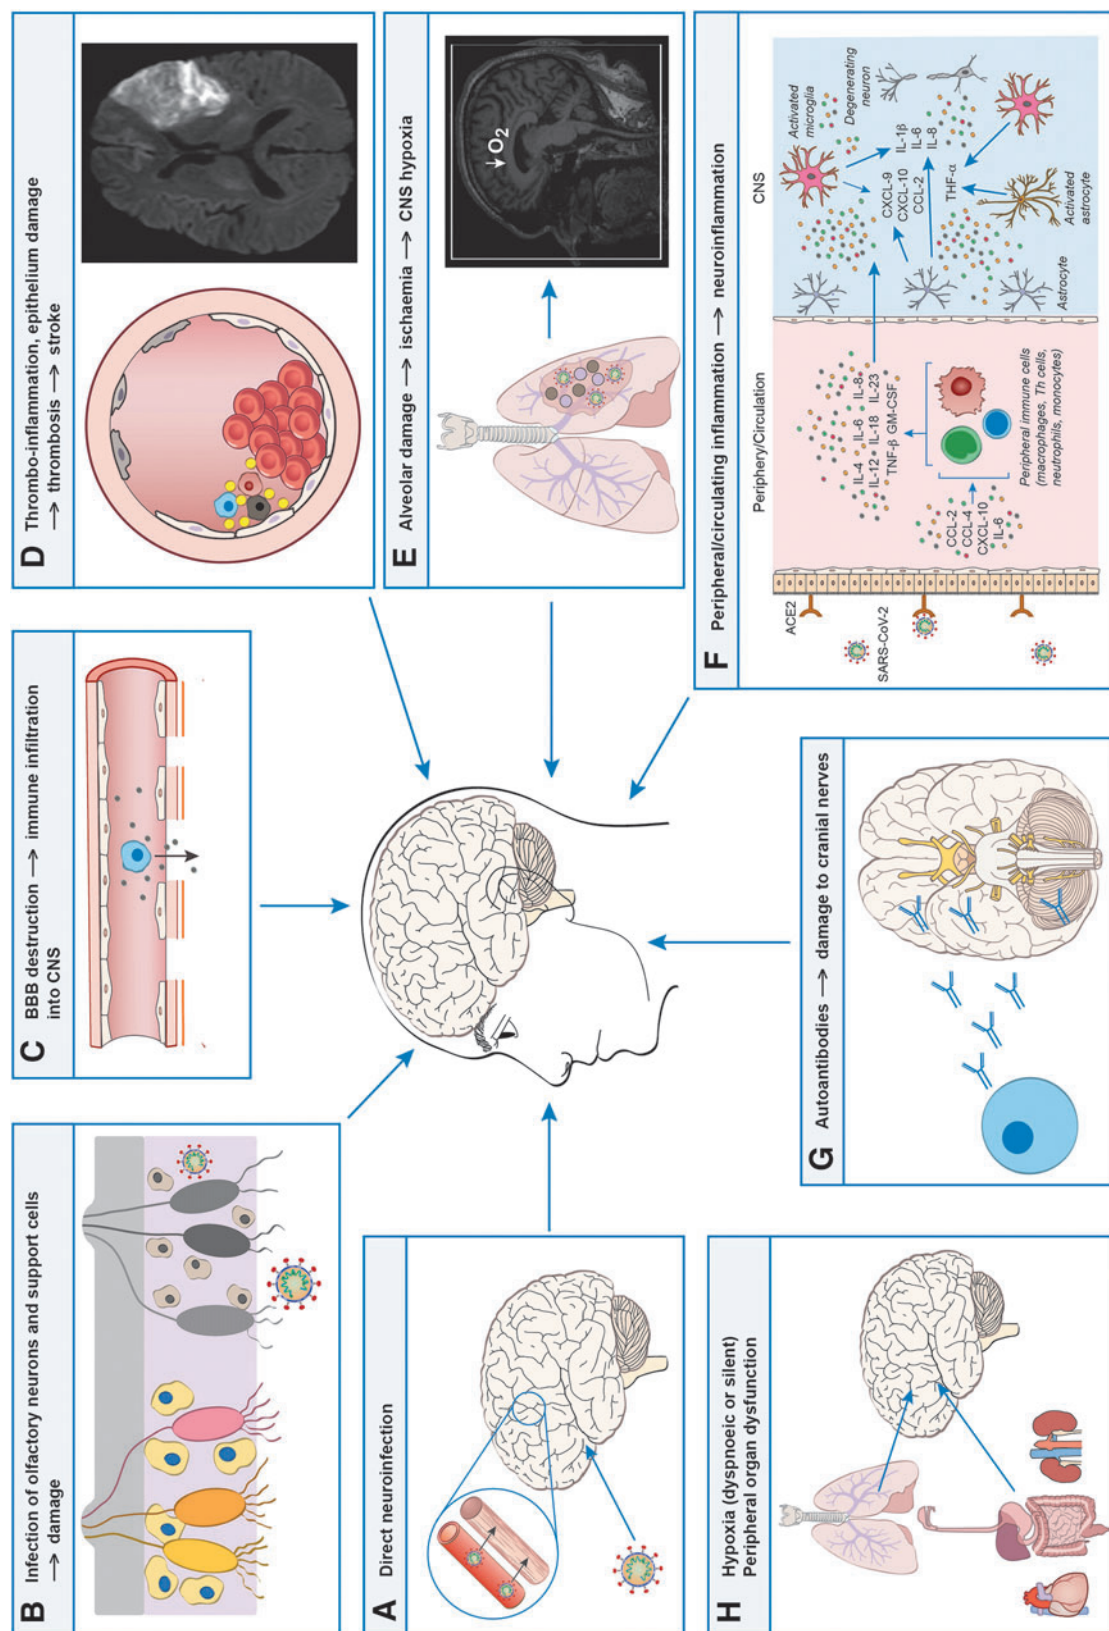 A Direct neuroinfection
B Infection of olfactory neurons and support cells
→ damage
C BBB destruction → immune infiltration
into CNS
D Thrombo-inflammation, epithelium damage
→ thrombosis → stroke
E Alveolar damage → ischaemia → CNS hypoxia
↓O2
F Peripheral/circulating inflammation → neuroinflammation
Periphery/Circulation
CNS
ACE2
SARS-CoV-2
CCL-2
CCL-4
CXCL-10
IL-6
IL-4 IL-6 IL-8
IL-12 IL-18 IL-23
TNF-β GM-CSF
Peripheral immune cells
(macrophages, Th cells,
neutrophils, monocytes)
Activated
microglia
Degenerating
neuron
CXCL-9
CXCL-10
CCL-2
IL-1β
IL-6
IL-8
THF-α
Astrocyte
Activated
astrocyte
G Autoantibodies → damage to cranial nerves
H Hypoxia (dyspnoeic or silent)
Peripheral organ dysfunction